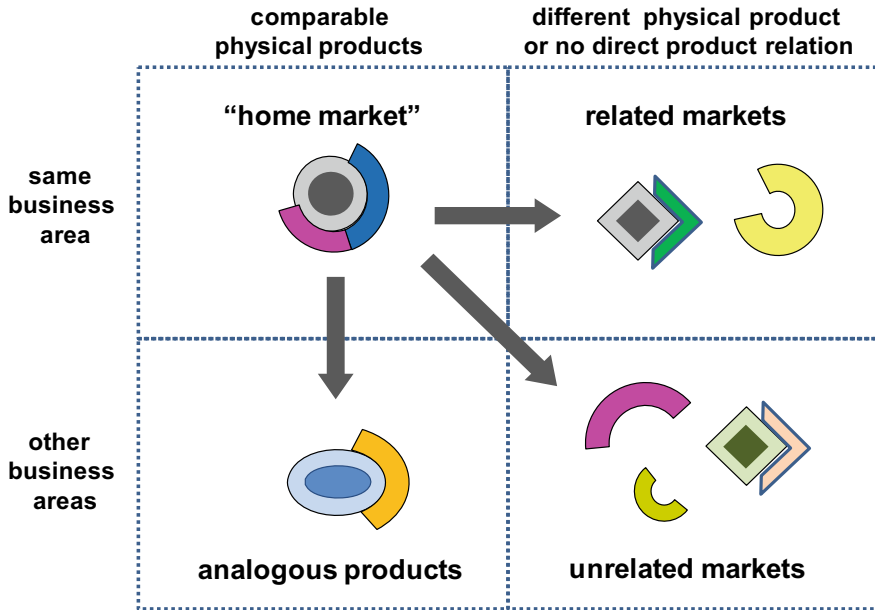 comparable
physical products
different physical product
or no direct product relation
same
business
area
“home market”
related markets
other
business
areas
analogous products
unrelated markets